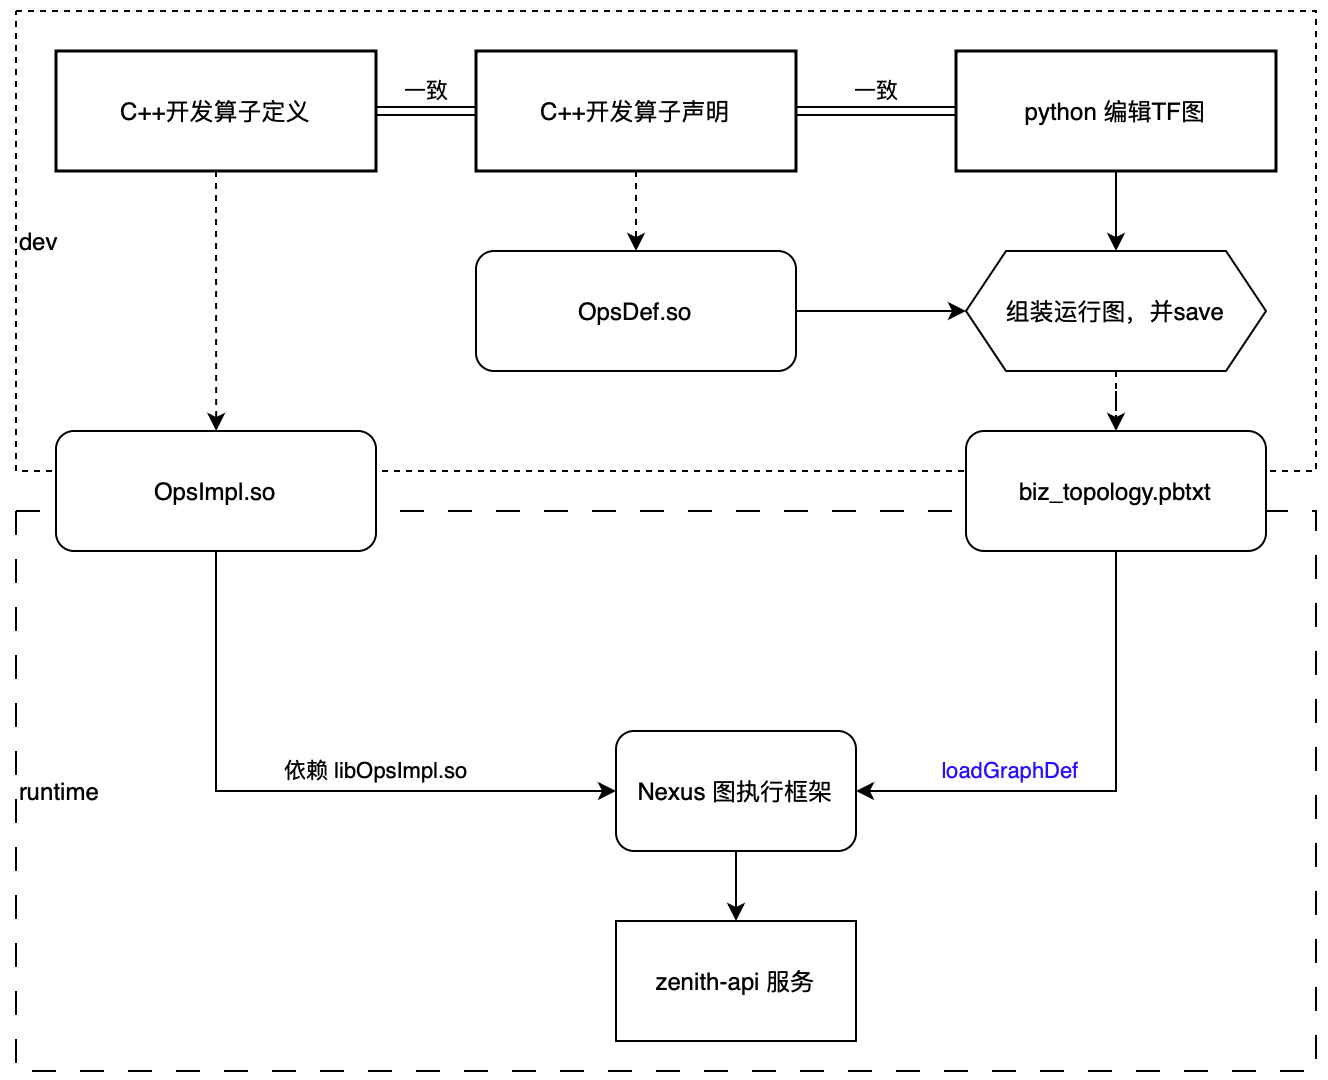 C++开发算子定义
一致
C++开发算子声明
一致
python 编辑TF图
dev
OpsDef.so
组装运行图，并save
OpsImpl.so
biz_topology.pbtxt
依赖 libOpsImpl.so
loadGraphDef
runtime
Nexus 图执行框架
zenith-api 服务